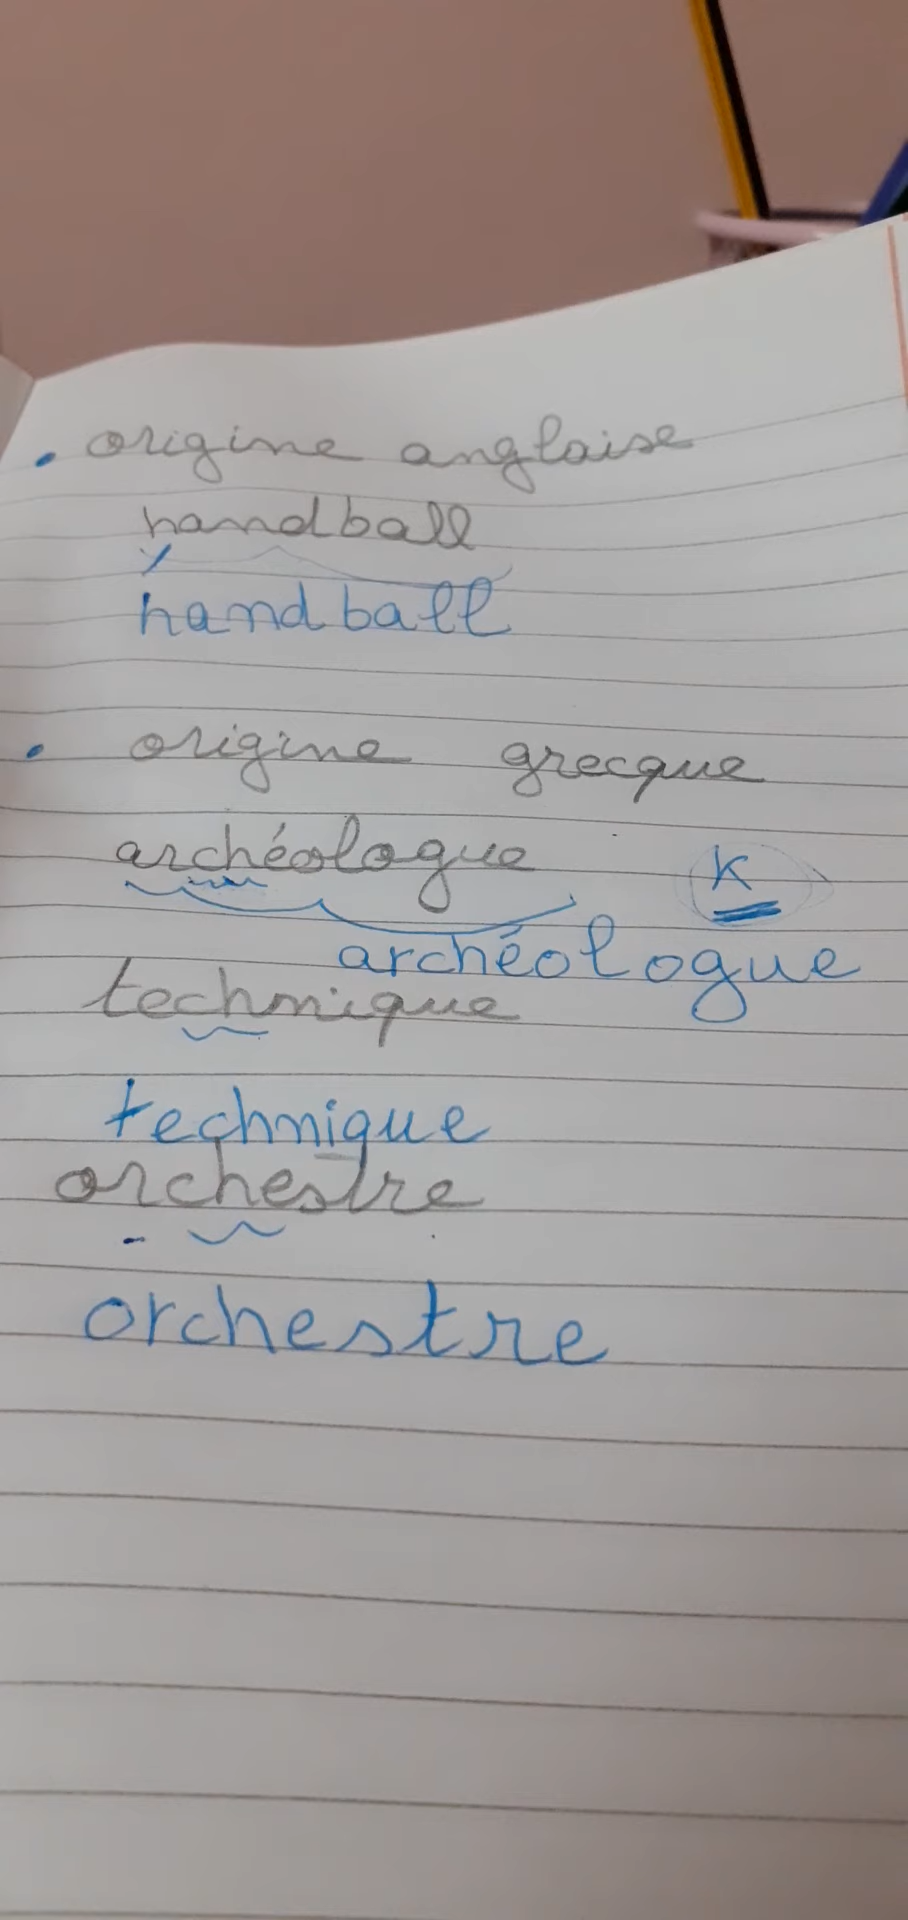 . origine anglaise
handball
handball
. origine grecque
archéologue K
archéologue
technique
technique
orchestre
orchestre